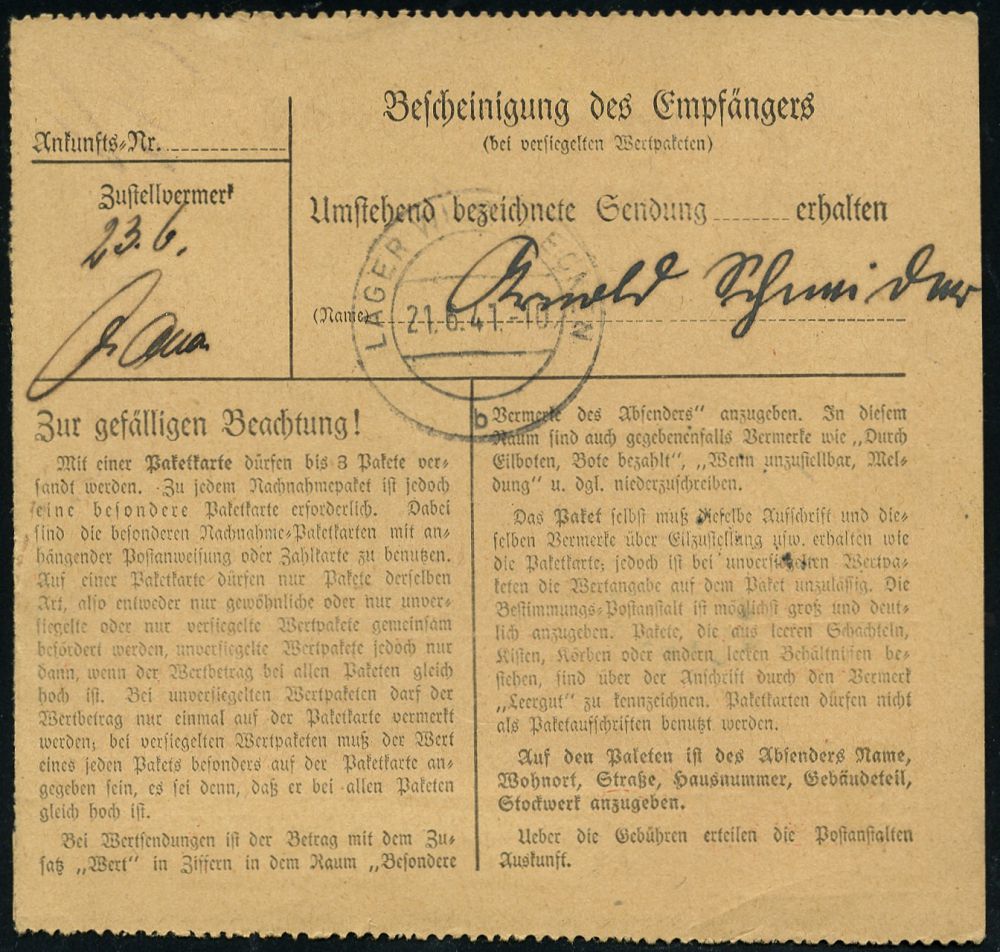 Ankunfts-Nr.
Zustellvermerk
23.6.
Bescheinigung des Empfängers
(bei versiegelten Wertpaketen)
Umstehend bezeichnete Sendung erhalten
(Name) Arnold Schneider
LAGER
21.6.41.-10
b
Zur gefälligen Beachtung!
Mit einer Paketkarte dürfen bis 3 Pakete ver-
sandt werden. Zu jedem Nachnahmepaket ist jedoch
eine besondere Paketkarte erforderlich. Dabei
sind die besonderen Nachnahme-Paketkarten mit an-
hängender Postanweisung oder Zahlkarte zu benutzen.
Auf einer Paketkarte dürfen nur Pakete derselben
Art, also entweder nur gewöhnliche oder nur unver-
siegelte oder nur versiegelte Wertpakete gemeinsam
befördert werden, unversiegelte Wertpakete jedoch nur
dann, wenn der Wertbetrag bei allen Paketen gleich
hoch ist. Bei unversiegelten Wertpaketen darf der
Wertbetrag nur einmal auf der Paketkarte vermerkt
werden; bei versiegelten Wertpaketen muß der Wert
eines jeden Pakets besonders auf der Paketkarte an-
gegeben sein, es sei denn, daß er bei allen Paketen
gleich hoch ist.
Bei Wertsendungen ist der Betrag mit dem Zu-
satz „Wert" in Ziffern in dem Raum „Besondere
Vermerke des Absenders" anzugeben. In diesem
Raum sind auch gegebenenfalls Vermerke wie „Durch
Eilboten, Bote bezahlt", „Wenn unzustellbar, Mel-
dung" u. dgl. niederzuschreiben.
Das Paket selbst muß dieselbe Aufschrift und die-
selben Vermerke über Eilzustellung usw. erhalten wie
die Paketkarte; jedoch ist bei unversiegelten Wertpa-
keten die Wertangabe auf dem Paket unzulässig. Die
Bestimmungs-Postanstalt ist möglichst groß und deut-
lich anzugeben. Pakete, die aus leeren Schachteln,
Kisten, Körben oder andern leeren Behältnissen be-
stehen, sind über der Anschrift durch den Vermerk
„Leergut" zu kennzeichnen. Paketkarten dürfen nicht
als Paketaufschriften benutzt werden.
Auf den Paketen ist des Absenders Name,
Wohnort, Straße, Hausnummer, Gebäudeteil,
Stockwerk anzugeben.
Ueber die Gebühren erteilen die Postanstalten
Auskunft.